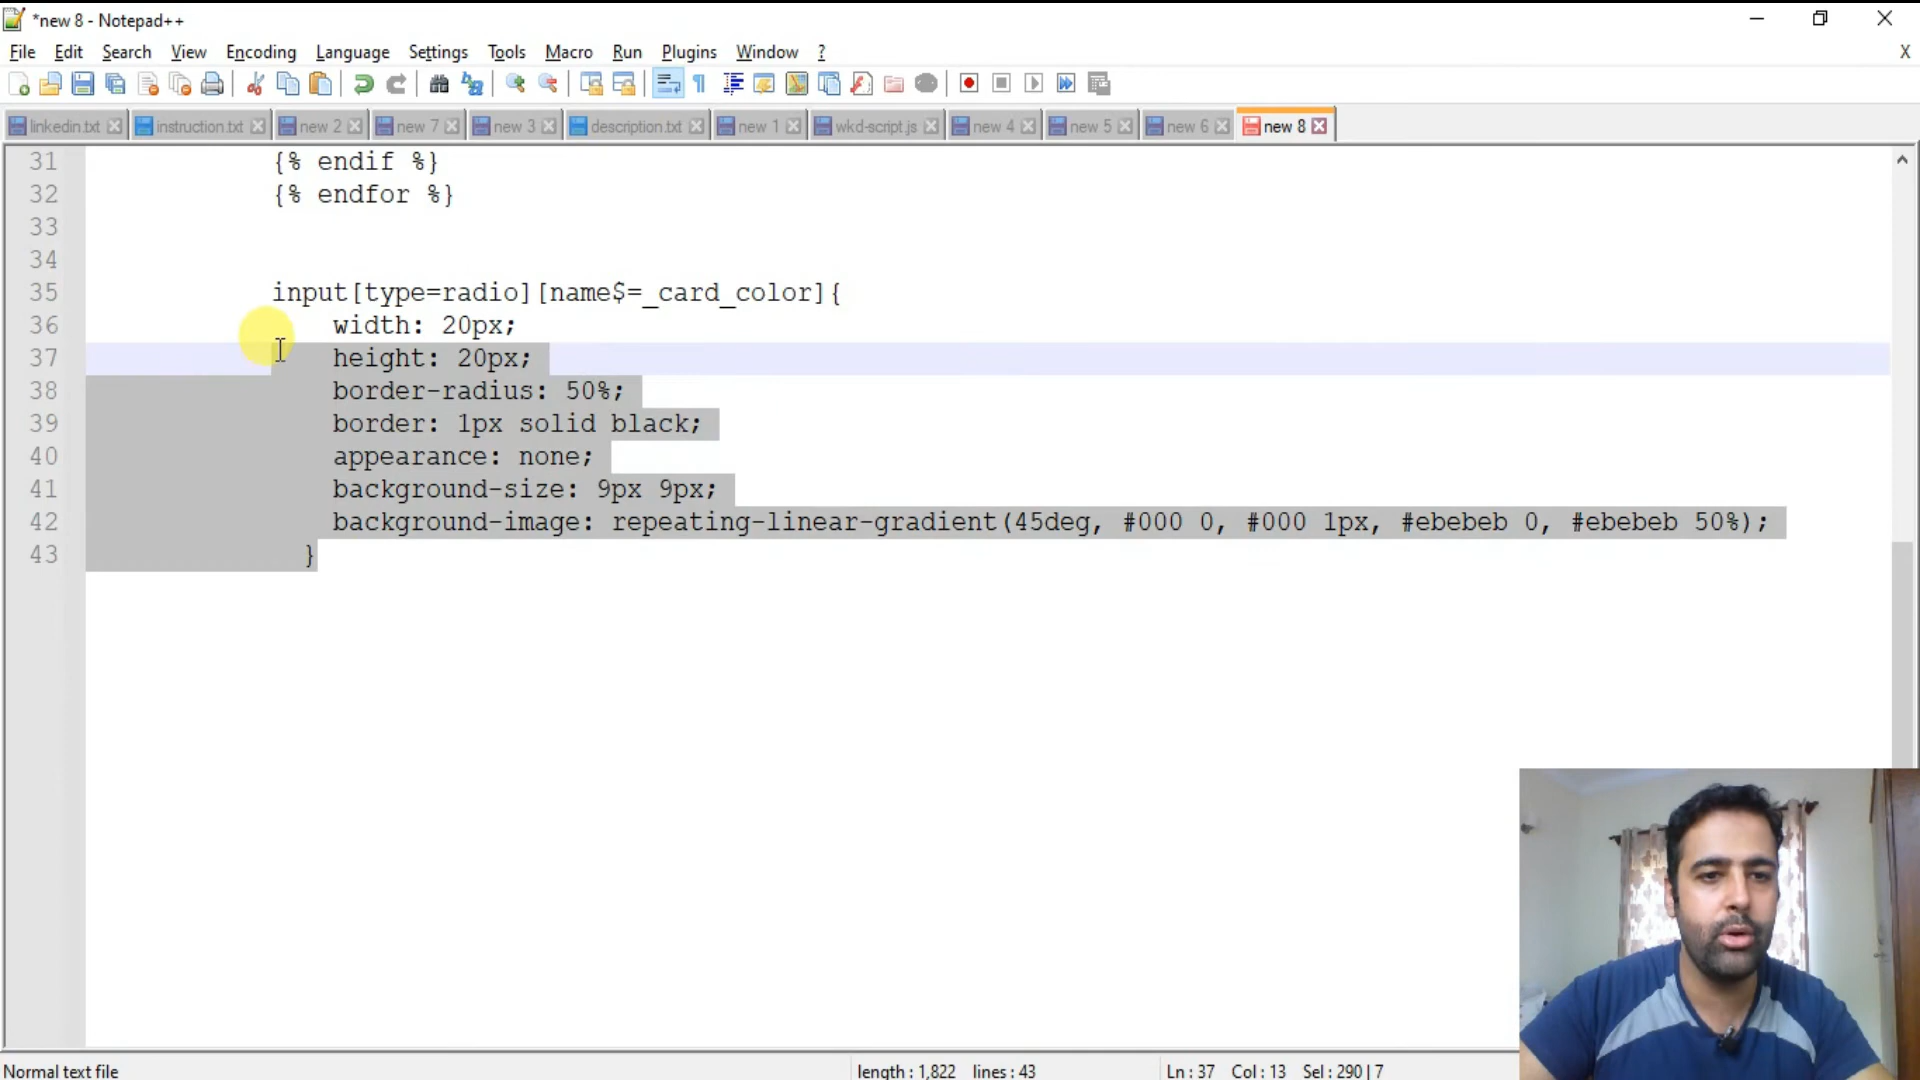 *new 8 - Notepad++
File Edit Search View Encoding Language Settings Tools Macro Run Plugins Window ? X
linkedin.txt instruction.txt new 2 new 7 new 3 description.txt new 1 wkd-script.js new 4 new 5 new 6 new 8
31 {% endif %}
32 {% endfor %}
33
34
35 input[type=radio][name$=_card_color]{
36 width: 20px;
37 height: 20px;
38 border-radius: 50%;
39 border: 1px solid black;
40 appearance: none;
41 background-size: 9px 9px;
42 background-image: repeating-linear-gradient(45deg, #000 0, #000 1px, #ebebeb 0, #ebebeb 50%);
43 }
Normal text file length : 1,822 lines : 43 Ln : 37 Col : 13 Sel : 290 | 7